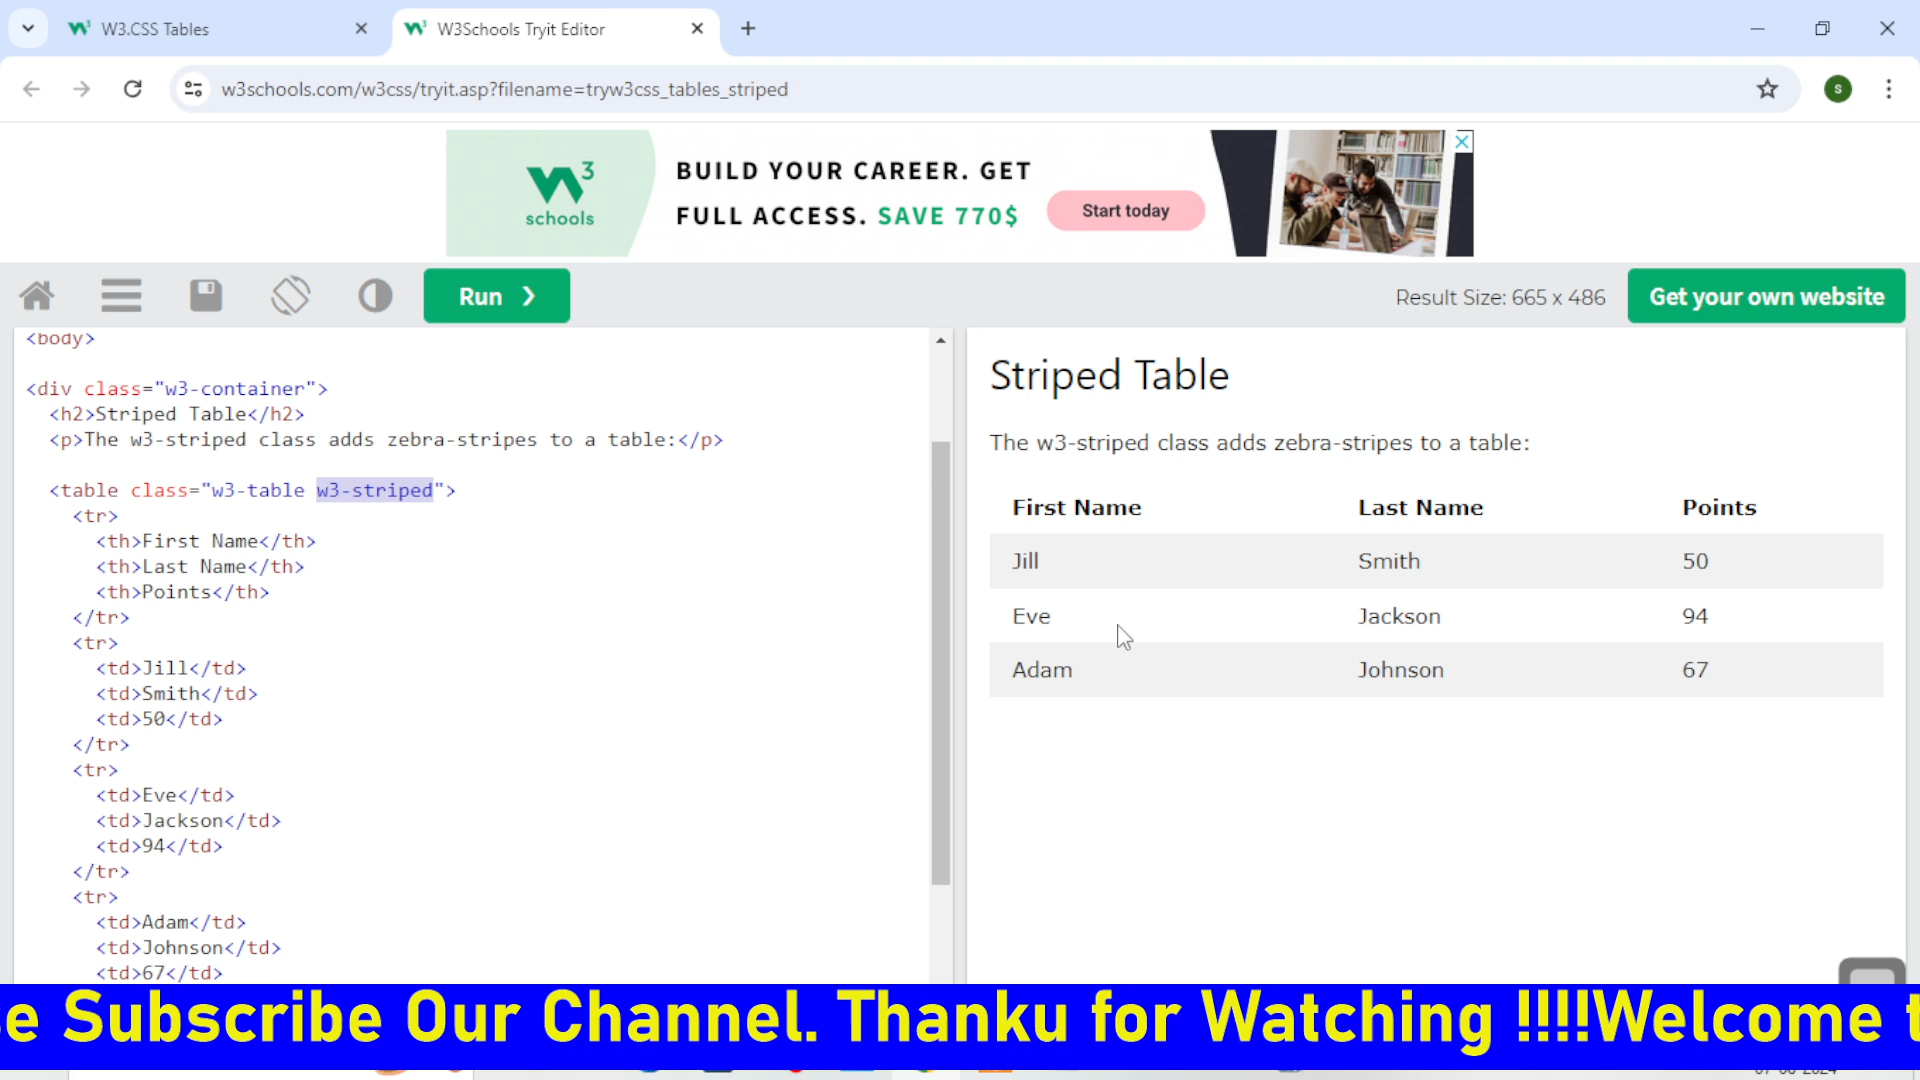 W3.CSS Tables
W3Schools Tryit Editor
w3schools.com/w3css/tryit.asp?filename=tryw3css_tables_striped
S
3
schools
BUILD YOUR CAREER. GET
FULL ACCESS. SAVE 770$
Start today
Run ❯
Result Size: 665 x 486
Get your own website
<body>
<div class="w3-container">
<h2>Striped Table</h2>
<p>The w3-striped class adds zebra-stripes to a table:</p>
<table class="w3-table w3-striped">
<tr>
<th>First Name</th>
<th>Last Name</th>
<th>Points</th>
</tr>
<tr>
<td>Jill</td>
<td>Smith</td>
<td>50</td>
</tr>
<tr>
<td>Eve</td>
<td>Jackson</td>
<td>94</td>
</tr>
<tr>
<td>Adam</td>
<td>Johnson</td>
<td>67</td>
Striped Table
The w3-striped class adds zebra-stripes to a table:
First Name Last Name Points
Jill Smith 50
Eve Jackson 94
Adam Johnson 67
se Subscribe Our Channel. Thanku for Watching !!!!Welcome t